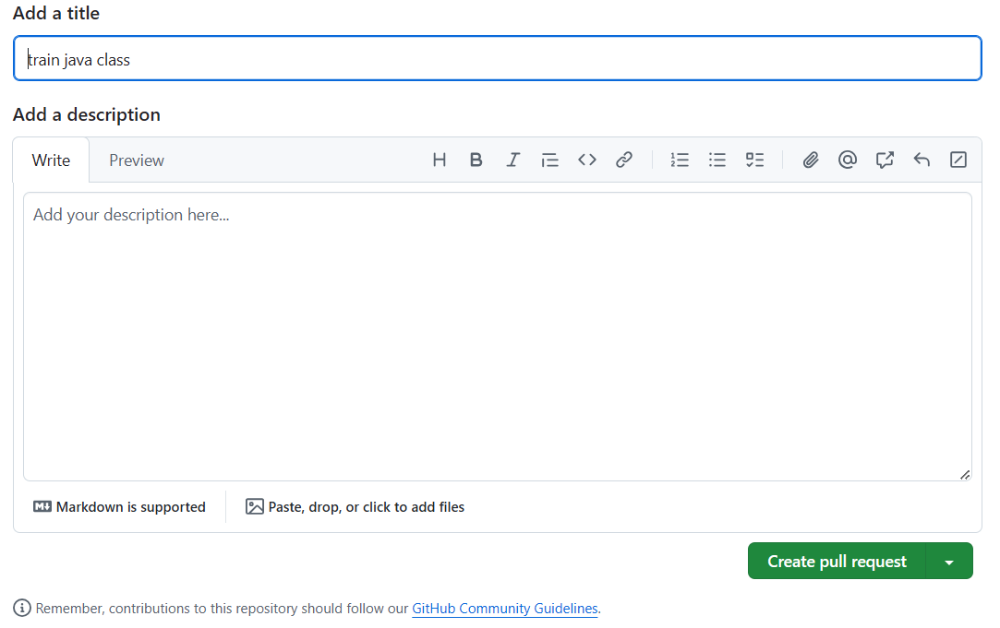 Add a title
train java class
Add a description
Write Preview
Add your description here...
Markdown is supported Paste, drop, or click to add files
Create pull request
Remember, contributions to this repository should follow our GitHub Community Guidelines.